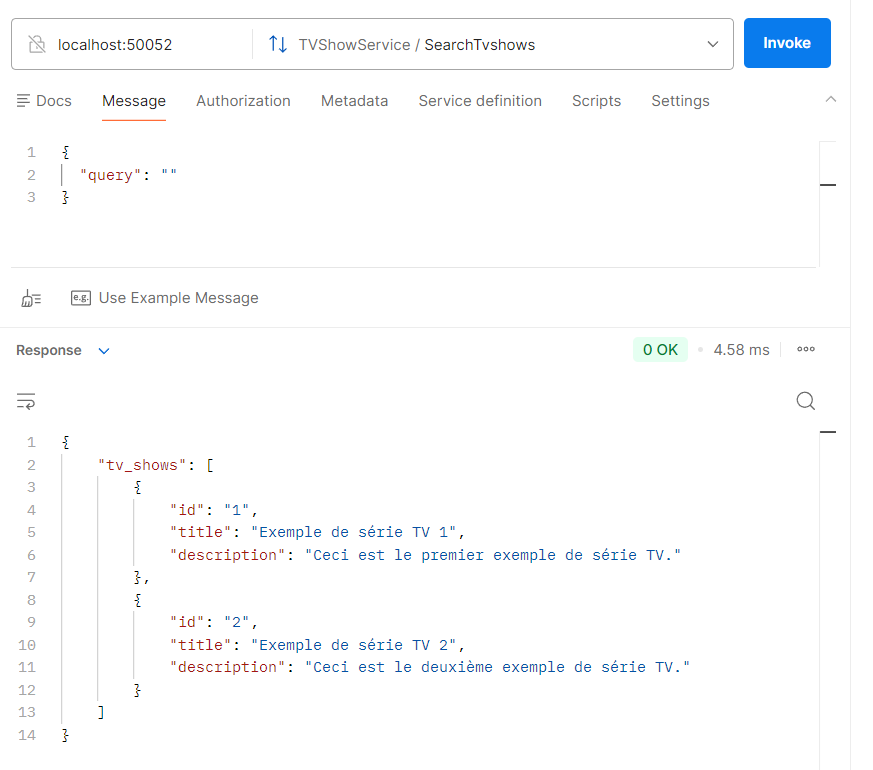 localhost:50052 TVShowService / SearchTvshows Invoke
Docs Message Authorization Metadata Service definition Scripts Settings
1 {
2 "query": ""
3 }
e.g. Use Example Message
Response 0 OK 4.58 ms
1 {
2 "tv_shows": [
3 {
4 "id": "1",
5 "title": "Exemple de série TV 1",
6 "description": "Ceci est le premier exemple de série TV."
7 },
8 {
9 "id": "2",
10 "title": "Exemple de série TV 2",
11 "description": "Ceci est le deuxième exemple de série TV."
12 }
13 ]
14 }